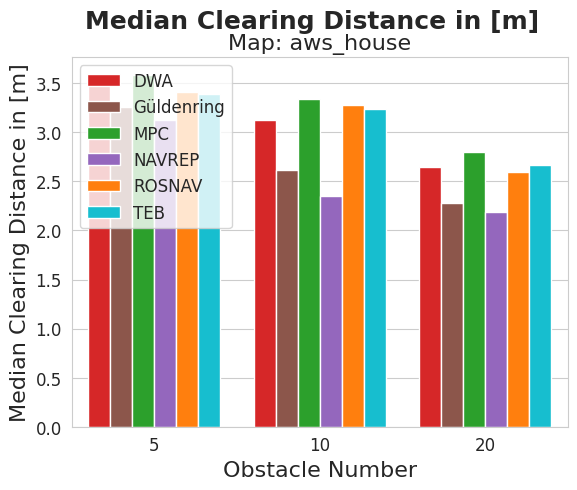 Median Clearing Distance in [m]
Map: aws_house
Median Clearing Distance in [m]
3.5
3.0
2.5
2.0
1.5
1.0
0.5
0.0
DWA
Güldenring
MPC
NAVREP
ROSNAV
TEB
5 10 20
Obstacle Number